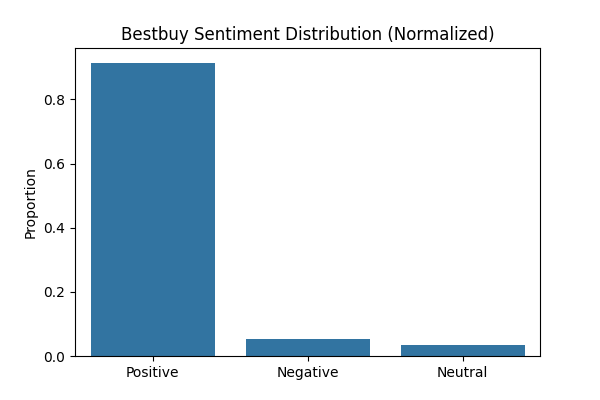 Bestbuy Sentiment Distribution (Normalized)
Proportion
0.8
0.6
0.4
0.2
0.0
Positive Negative Neutral